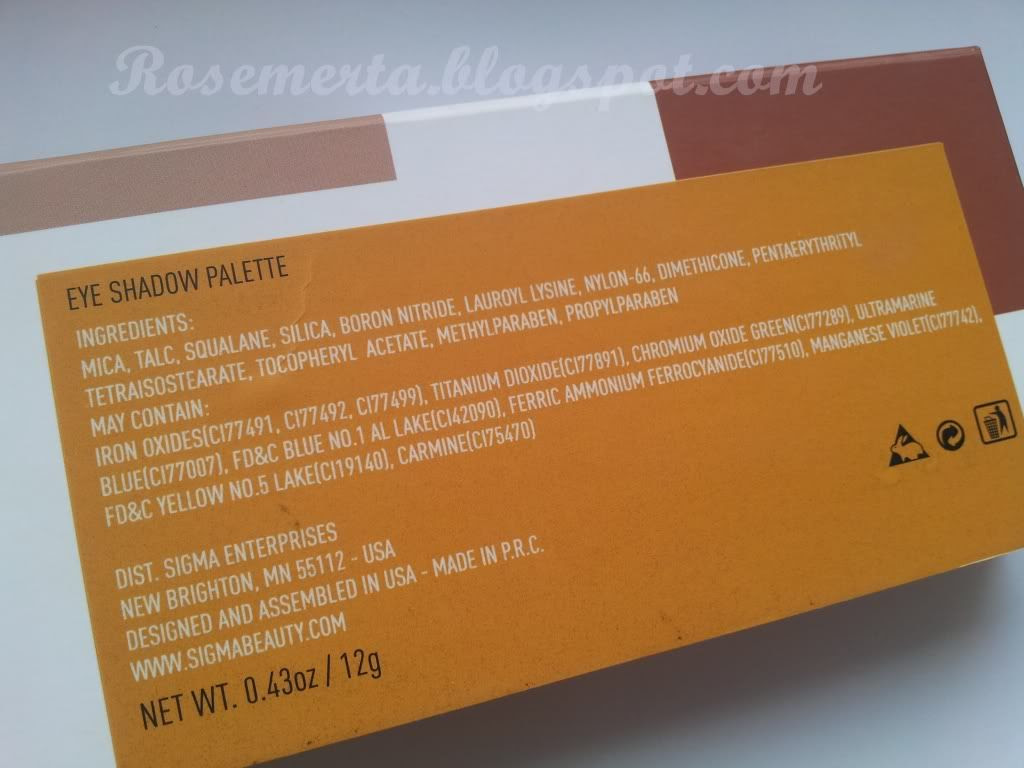 Rosemerta.blogspot.com
EYE SHADOW PALETTE
INGREDIENTS:
MICA, TALC, SQUALANE, SILICA, BORON NITRIDE, LAUROYL LYSINE, NYLON-66, DIMETHICONE, PENTAERYTHRITYL
TETRAISOSTEARATE, TOCOPHERYL ACETATE, METHYLPARABEN, PROPYLPARABEN
MAY CONTAIN:
IRON OXIDES(CI77491, CI77492, CI77499), TITANIUM DIOXIDE(CI77891), CHROMIUM OXIDE GREEN(CI77289), ULTRAMARINE
BLUE(CI77007), FD&C BLUE NO.1 AL LAKE(CI42090), FERRIC AMMONIUM FERROCYANIDE(CI77510), MANGANESE VIOLET(CI77742),
FD&C YELLOW NO.5 LAKE(CI19140), CARMINE(CI75470)
DIST. SIGMA ENTERPRISES
NEW BRIGHTON, MN 55112 - USA
DESIGNED AND ASSEMBLED IN USA - MADE IN P.R.C.
WWW.SIGMABEAUTY.COM
NET WT. 0.43oz / 12g